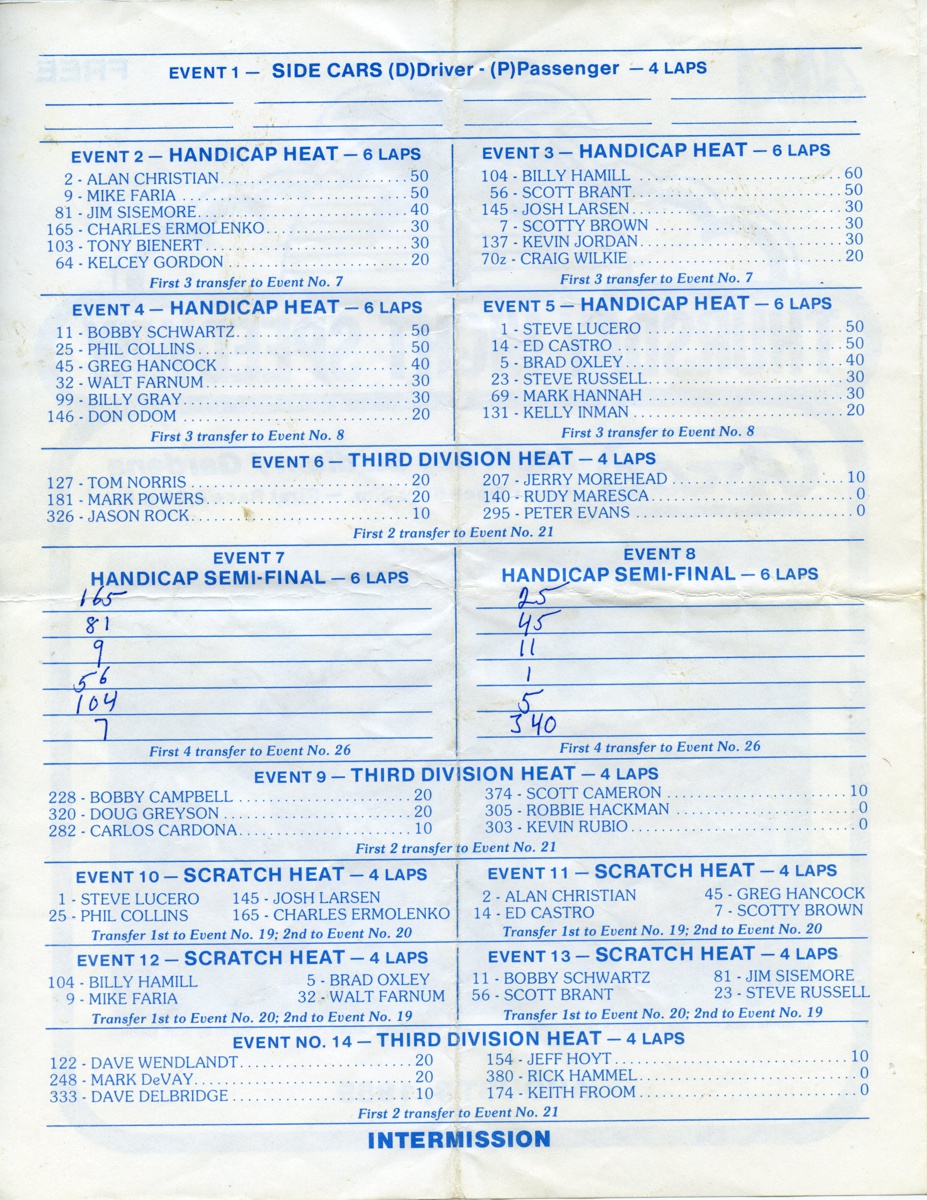 EVENT 1 — SIDE CARS (D)Driver - (P)Passenger — 4 LAPS
EVENT 2 — HANDICAP HEAT — 6 LAPS
2 - ALAN CHRISTIAN 50
9 - MIKE FARIA 50
81 - JIM SISEMORE 40
165 - CHARLES ERMOLENKO 30
103 - TONY BIENERT 30
64 - KELCEY GORDON 20
First 3 transfer to Event No. 7
EVENT 3 — HANDICAP HEAT — 6 LAPS
104 - BILLY HAMILL 60
56 - SCOTT BRANT 50
145 - JOSH LARSEN 30
7 - SCOTTY BROWN 30
137 - KEVIN JORDAN 30
70z - CRAIG WILKIE 20
First 3 transfer to Event No. 7
EVENT 4 — HANDICAP HEAT — 6 LAPS
11 - BOBBY SCHWARTZ 50
25 - PHIL COLLINS 50
45 - GREG HANCOCK 40
32 - WALT FARNUM 30
99 - BILLY GRAY 30
146 - DON ODOM 20
First 3 transfer to Event No. 8
EVENT 5 — HANDICAP HEAT — 6 LAPS
1 - STEVE LUCERO 50
14 - ED CASTRO 50
5 - BRAD OXLEY 40
23 - STEVE RUSSELL 30
69 - MARK HANNAH 30
131 - KELLY INMAN 20
First 3 transfer to Event No. 8
EVENT 6 — THIRD DIVISION HEAT — 4 LAPS
127 - TOM NORRIS 20
181 - MARK POWERS 20
326 - JASON ROCK 10
207 - JERRY MOREHEAD 10
140 - RUDY MARESCA 0
295 - PETER EVANS 0
First 2 transfer to Event No. 21
EVENT 7
HANDICAP SEMI-FINAL — 6 LAPS
165
81
9
56
104
7
First 4 transfer to Event No. 26
EVENT 8
HANDICAP SEMI-FINAL — 6 LAPS
25
45
11
1
5
340
First 4 transfer to Event No. 26
EVENT 9 — THIRD DIVISION HEAT — 4 LAPS
228 - BOBBY CAMPBELL 20
320 - DOUG GREYSON 20
282 - CARLOS CARDONA 10
374 - SCOTT CAMERON 10
305 - ROBBIE HACKMAN 0
303 - KEVIN RUBIO 0
First 2 transfer to Event No. 21
EVENT 10 — SCRATCH HEAT — 4 LAPS
1 - STEVE LUCERO 145 - JOSH LARSEN
25 - PHIL COLLINS 165 - CHARLES ERMOLENKO
Transfer 1st to Event No. 19; 2nd to Event No. 20
EVENT 11 — SCRATCH HEAT — 4 LAPS
2 - ALAN CHRISTIAN 45 - GREG HANCOCK
14 - ED CASTRO 7 - SCOTTY BROWN
Transfer 1st to Event No. 19; 2nd to Event No. 20
EVENT 12 — SCRATCH HEAT — 4 LAPS
104 - BILLY HAMILL 5 - BRAD OXLEY
9 - MIKE FARIA 32 - WALT FARNUM
Transfer 1st to Event No. 20; 2nd to Event No. 19
EVENT 13 — SCRATCH HEAT — 4 LAPS
11 - BOBBY SCHWARTZ 81 - JIM SISEMORE
56 - SCOTT BRANT 23 - STEVE RUSSELL
Transfer 1st to Event No. 20; 2nd to Event No. 19
EVENT NO. 14 — THIRD DIVISION HEAT — 4 LAPS
122 - DAVE WENDLANDT 20
248 - MARK DeVAY 20
333 - DAVE DELBRIDGE 10
154 - JEFF HOYT 10
380 - RICK HAMMEL 0
174 - KEITH FROOM 0
First 2 transfer to Event No. 21
INTERMISSION